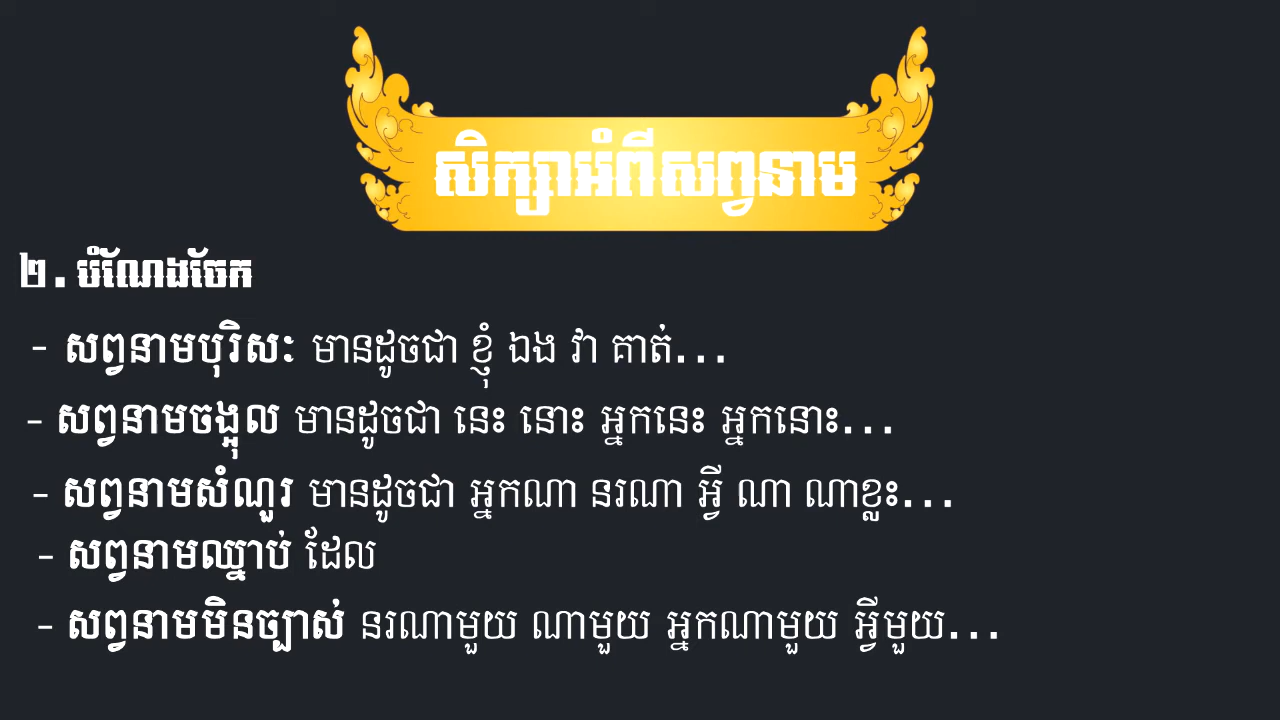 សិក្សាអំពីសព្វនាម
២. បំណែងចែក
- សព្វនាមបុរិសៈ មានដូចជា ខ្ញុំ ឯង វា គាត់...
- សព្វនាមចង្អុល មានដូចជា នេះ នោះ អ្នកនេះ អ្នកនោះ...
- សព្វនាមសំណួរ មានដូចជា អ្នកណា នរណា អ្វី ណា ណាខ្លះ...
- សព្វនាមឈ្នាប់ ដែល
- សព្វនាមមិនច្បាស់ នរណាមួយ ណាមួយ អ្នកណាមួយ អ្វីមួយ...